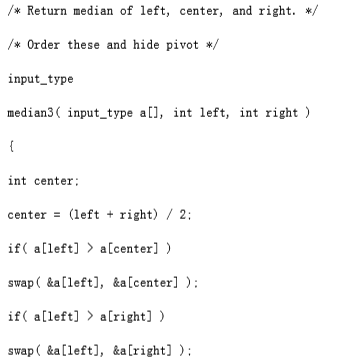 /* Return median of left, center, and right. */
/* Order these and hide pivot */
input_type
median3( input_type a[], int left, int right )
{
int center;
center = (left + right) / 2;
if( a[left] > a[center] )
swap( &a[left], &a[center] );
if( a[left] > a[right] )
swap( &a[left], &a[right] );